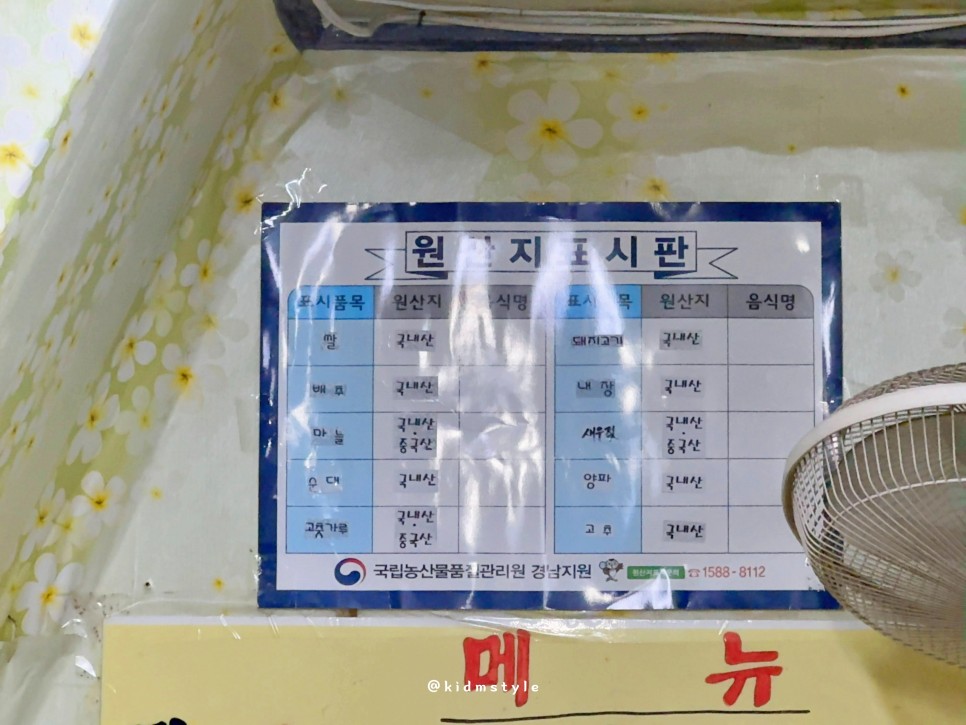 원산지표시판
표시품목 원산지 음식명 표시품목 원산지 음식명
쌀 국내산 돼지고기 국내산
배추 국내산 내장 국내산
마늘 국내산·중국산 새우젓 국내산·중국산
순대 국내산 양파 국내산
고춧가루 국내산·중국산 고추 국내산
국립농산물품질관리원 경남지원 ☎1588-8112
메뉴
@kidmstyle